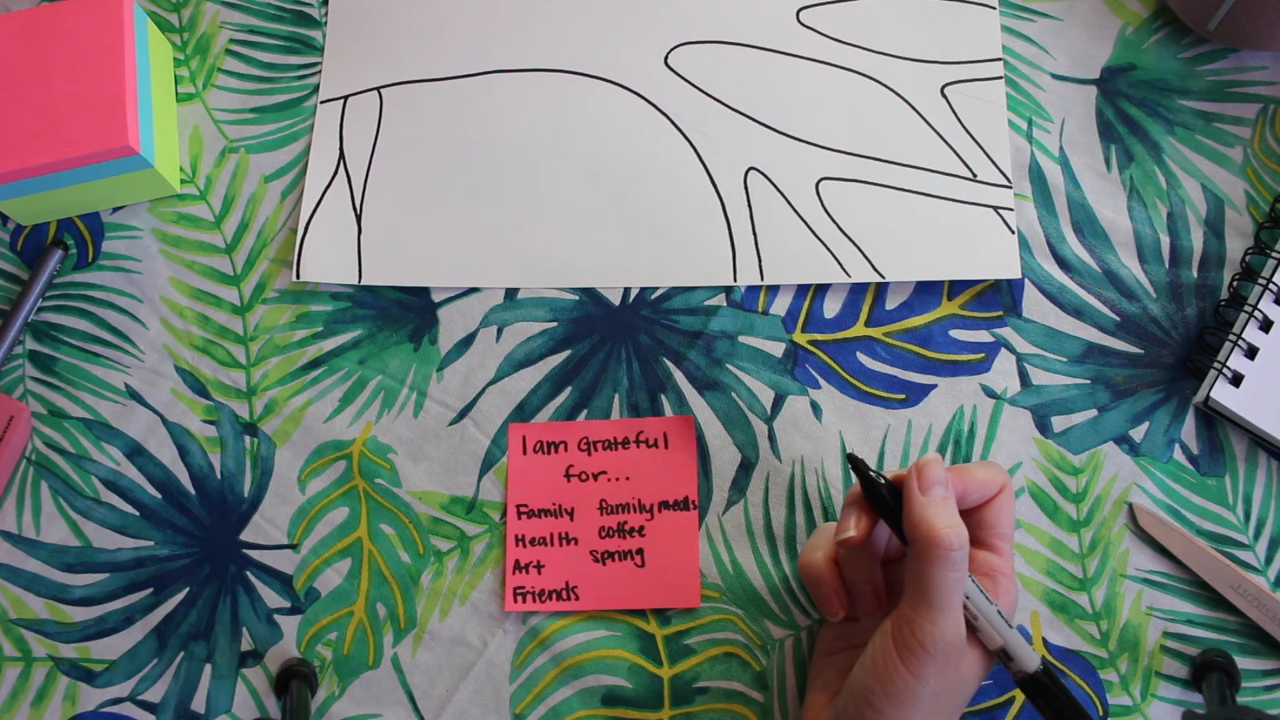 I am Grateful
for...
Family family meals
Health coffee
Art spring
Friends